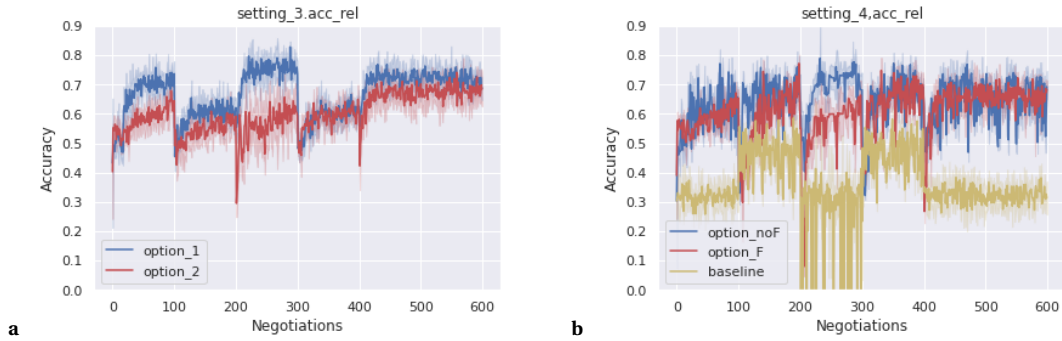 setting_3.acc_rel
0.9
0.8
0.7
0.6
0.5
0.4
0.3
0.2
0.1
0.0
Accuracy
option_1
option_2
0 100 200 300 400 500 600
Negotiations
a
setting_4,acc_rel
0.9
0.8
0.7
0.6
0.5
0.4
0.3
0.2
0.1
0.0
Accuracy
option_noF
option_F
baseline
0 100 200 300 400 500 600
Negotiations
b